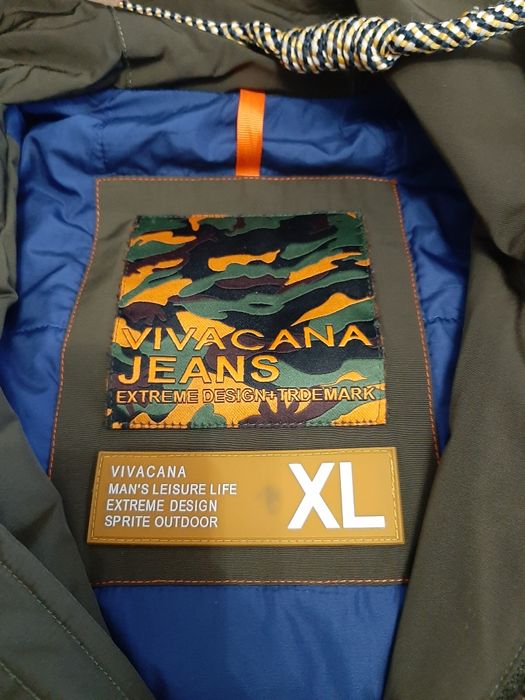 VIVACANA
JEANS
EXTREME DESIGN+TRDEMARK
VIVACANA
MAN'S LEISURE LIFE
EXTREME DESIGN
SPRITE OUTDOOR
XL